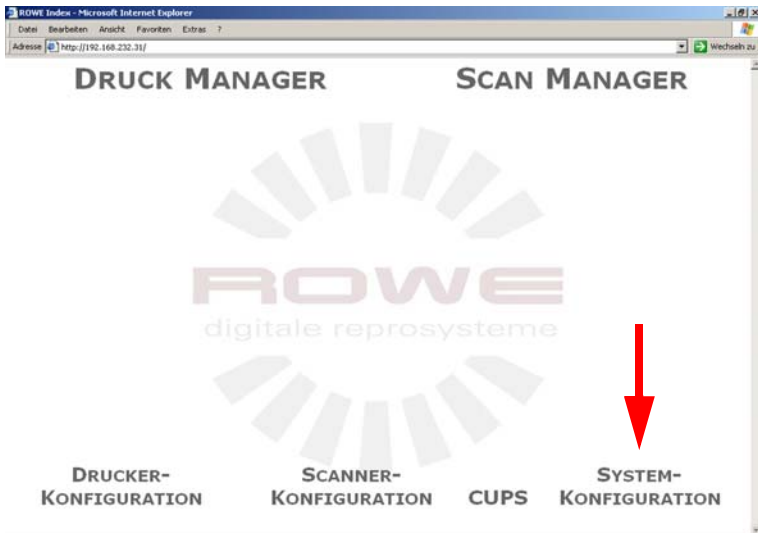 ROWE Index - Microsoft Internet Explorer
Datei Bearbeiten Ansicht Favoriten Extras ?
Adresse http://192.168.232.31/ Wechseln zu
DRUCK MANAGER SCAN MANAGER
ROWE
digitale reprosysteme
DRUCKER-
KONFIGURATION
SCANNER-
KONFIGURATION
CUPS
SYSTEM-
KONFIGURATION